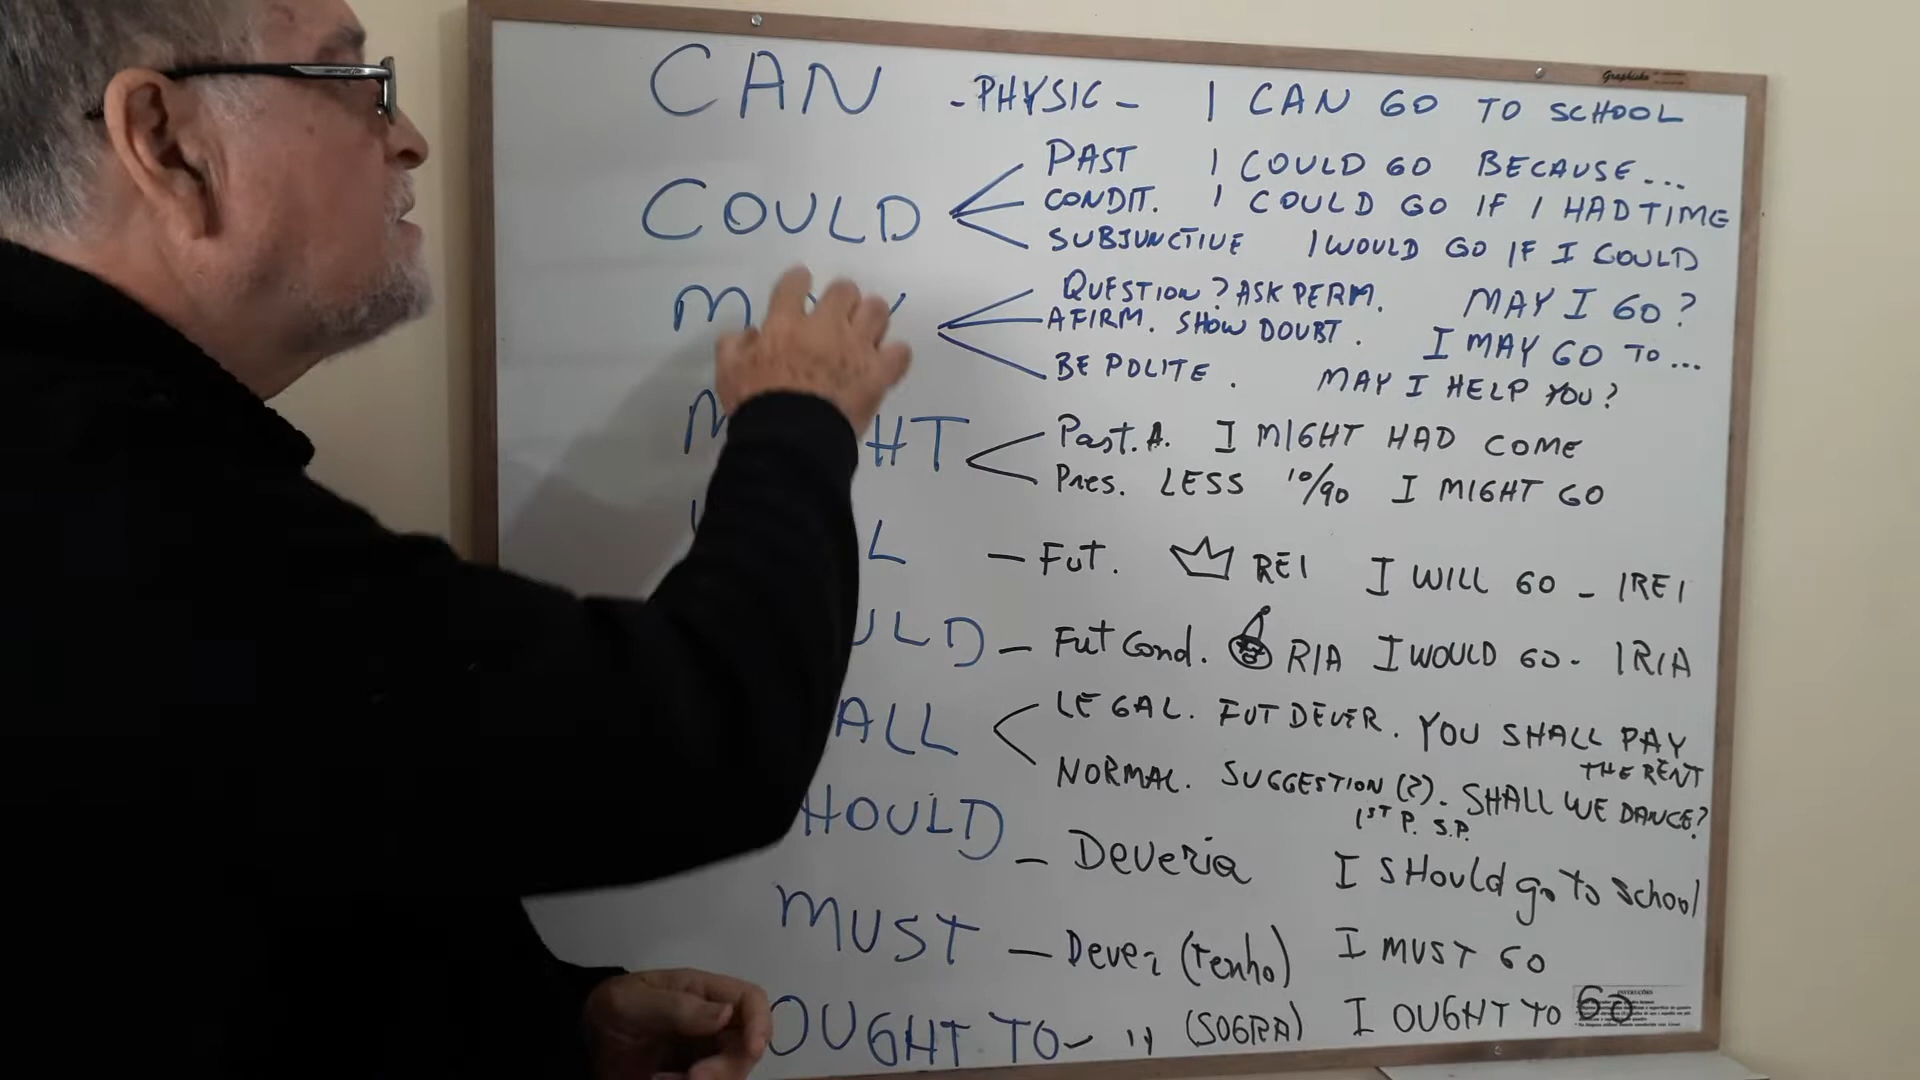 Graphiks
CAN - PHYSIC - I CAN GO TO SCHOOL
PAST I COULD GO BECAUSE...
COULD CONDIT. I COULD GO IF I HAD TIME
SUBJUNCTIVE I WOULD GO IF I COULD
QUESTION? ASK PERM. MAY I GO?
AFIRM. SHOW DOUBT. I MAY GO TO...
BE POLITE. MAY I HELP YOU?
HT Past. A. I MIGHT HAD COME
Pres. LESS 10/90 I MIGHT GO
L - FUT. REI I WILL GO - IREI
ULD - Fut Cond. RIA I WOULD GO - IRIA
ALL LEGAL. FUT DEVER. YOU SHALL PAY
THE RENT
NORMAL. SUGGESTION (?). SHALL WE DANCE?
1ST P. S.P.
HOULD - Deveria I SHOULD go to school
MUST - Dever (tenho) I MUST GO
OUGHT TO - " (SOGRA) I OUGHT TO GO
INSTRUÇÕES